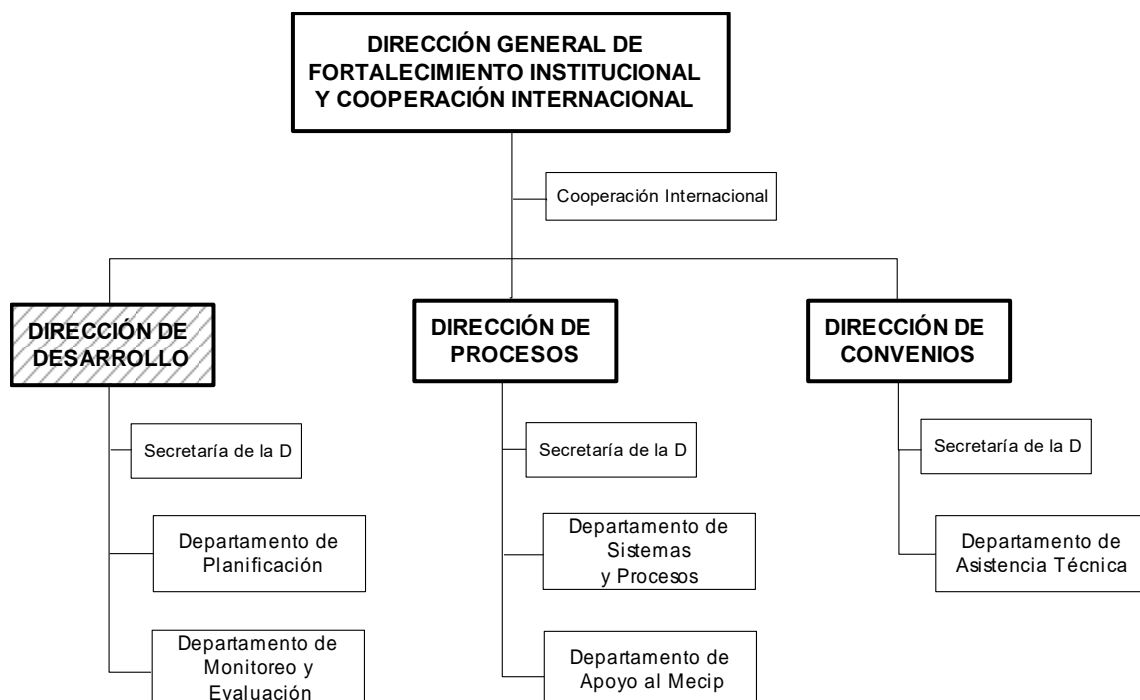 DIRECCIÓN GENERAL DE
FORTALECIMIENTO INSTITUCIONAL
Y COOPERACIÓN INTERNACIONAL
Cooperación Internacional
DIRECCIÓN DE
DESARROLLO
DIRECCIÓN DE
PROCESOS
DIRECCIÓN DE
CONVENIOS
Secretaría de la D
Secretaría de la D
Secretaría de la D
Departamento de
Planificación
Departamento de
Sistemas
y Procesos
Departamento de
Asistencia Técnica
Departamento de
Monitoreo y
Evaluación
Departamento de
Apoyo al Mecip